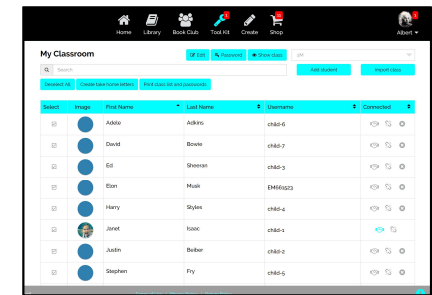 Home Library Book Club Tool Kit Create Shop Albert
My Classroom Edit Password Show class 1M
Search Add student Import class
Deselect All Create take home letters Print class list and passwords
Select Image First Name Last Name Username Connected
Adele Adkins child-6
David Bowie child-7
Ed Sheeran child-3
Elon Musk EM661523
Harry Styles child-4
Janet Isaac child-1
Justin Beiber child-2
Stephen Fry child-5